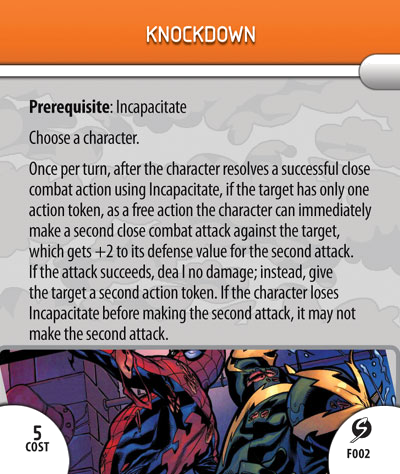 KNOCKDOWN
Prerequisite: Incapacitate
Choose a character.
Once per turn, after the character resolves a successful close
combat action using Incapacitate, if the target has only one
action token, as a free action the character can immediately
make a second close combat attack against the target,
which gets +2 to its defense value for the second attack.
If the attack succeeds, dea l no damage; instead, give
the target a second action token. If the character loses
Incapacitate before making the second attack, it may not
make the second attack.
5
COST
F002